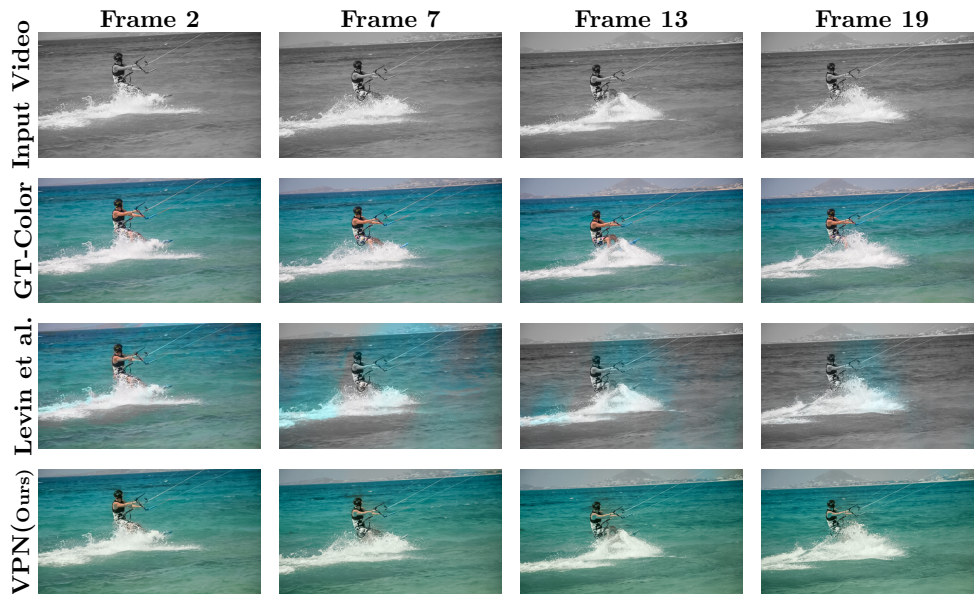 Frame 2 Frame 7 Frame 13 Frame 19
Input Video
GT-Color
Levin et al.
VPN(Ours)